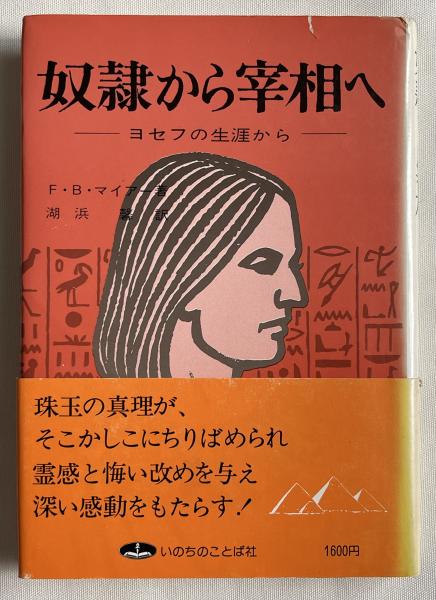 奴隷から宰相へ
ヨセフの生涯から
F・B・マイアー著
湖浜馨訳
珠玉の真理が、
そこかしこにちりばめられ
霊感と悔い改めを与え
深い感動をもたらす!
いのちのことば社
1600円